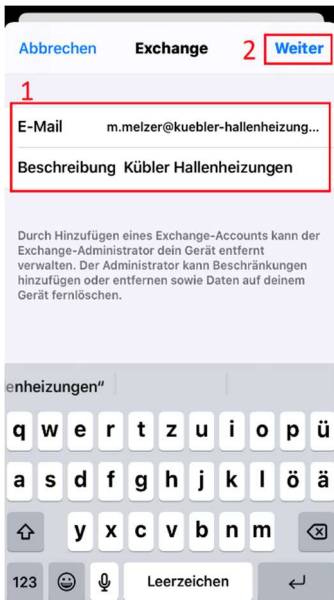 Abbrechen Exchange 2 Weiter
1
E-Mail m.melzer@kuebler-hallenheizung...
Beschreibung Kübler Hallenheizungen
Durch Hinzufügen eines Exchange-Accounts kann der
Exchange-Administrator dein Gerät entfernt
verwalten. Der Administrator kann Beschränkungen
hinzufügen oder entfernen sowie Daten auf deinem
Gerät fernlöschen.
enheizungen“
q w e r t z u i o p ü
a s d f g h j k l ö ä
y x c v b n m
123 Leerzeichen